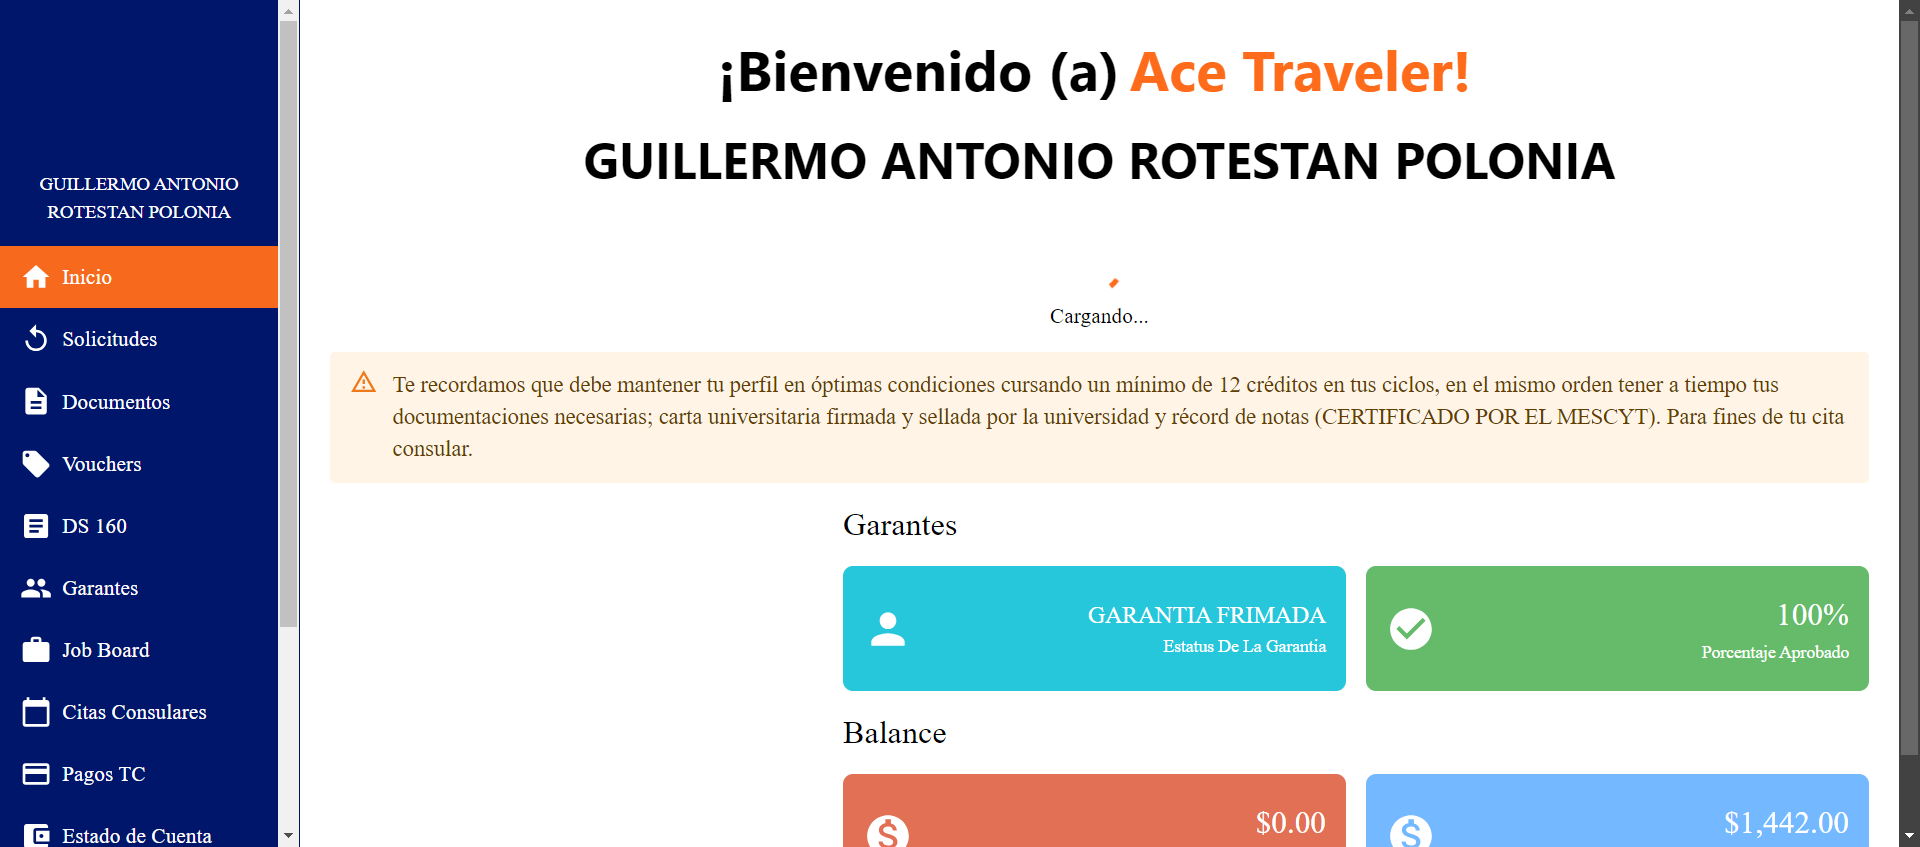 GUILLERMO ANTONIO
ROTESTAN POLONIA
Inicio
Solicitudes
Documentos
Vouchers
DS 160
Garantes
Job Board
Citas Consulares
Pagos TC
Estado de Cuenta
¡Bienvenido (a) Ace Traveler!
GUILLERMO ANTONIO ROTESTAN POLONIA
Cargando...
Te recordamos que debe mantener tu perfil en óptimas condiciones cursando un mínimo de 12 créditos en tus ciclos, en el mismo orden tener a tiempo tus
documentaciones necesarias; carta universitaria firmada y sellada por la universidad y récord de notas (CERTIFICADO POR EL MESCYT). Para fines de tu cita
consular.
Garantes
GARANTIA FRIMADA
Estatus De La Garantia
100%
Porcentaje Aprobado
Balance
$0.00
$1,442.00